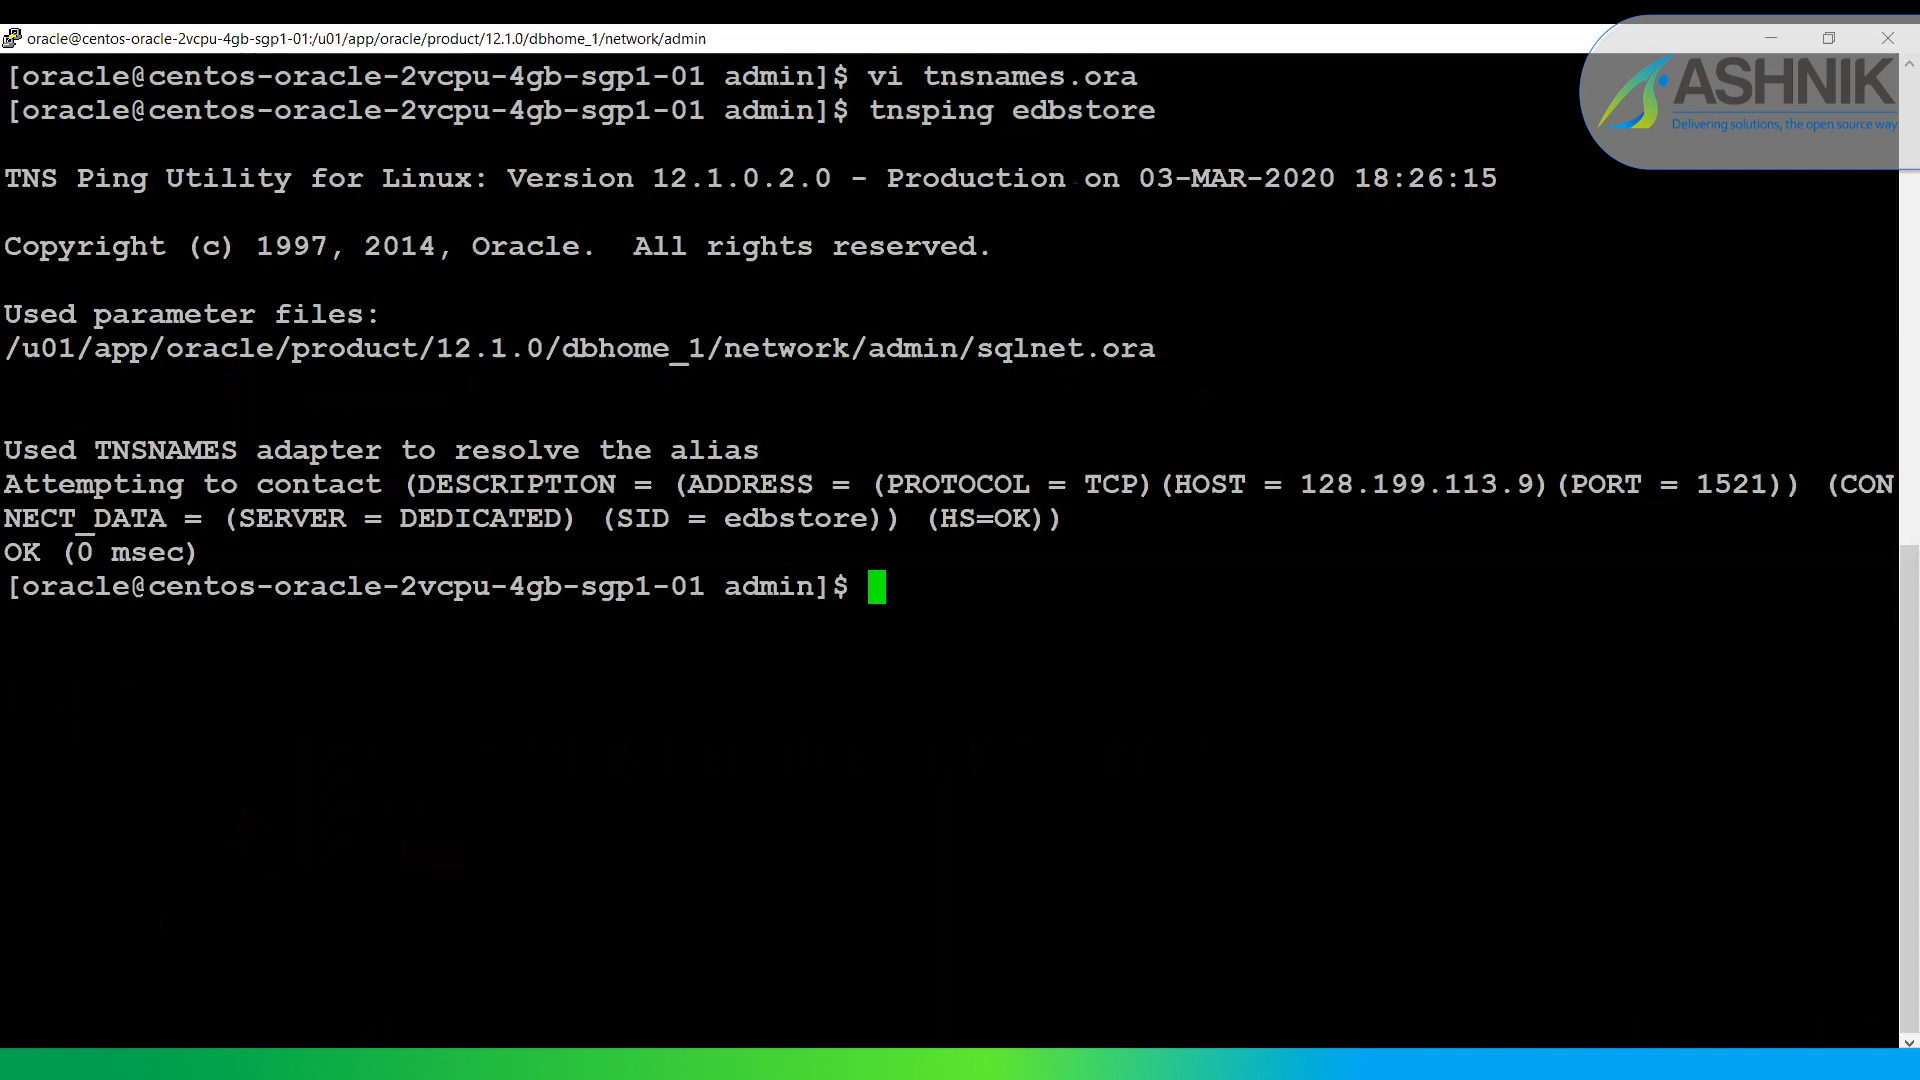 oracle@centos-oracle-2vcpu-4gb-sgp1-01:/u01/app/oracle/product/12.1.0/dbhome_1/network/admin
[oracle@centos-oracle-2vcpu-4gb-sgp1-01 admin]$ vi tnsnames.ora
[oracle@centos-oracle-2vcpu-4gb-sgp1-01 admin]$ tnsping edbstore
ASHNIK
Delivering solutions, the open source way
TNS Ping Utility for Linux: Version 12.1.0.2.0 - Production on 03-MAR-2020 18:26:15
Copyright (c) 1997, 2014, Oracle.  All rights reserved.
Used parameter files:
/u01/app/oracle/product/12.1.0/dbhome_1/network/admin/sqlnet.ora
Used TNSNAMES adapter to resolve the alias
Attempting to contact (DESCRIPTION = (ADDRESS = (PROTOCOL = TCP)(HOST = 128.199.113.9)(PORT = 1521)) (CON
NECT_DATA = (SERVER = DEDICATED) (SID = edbstore)) (HS=OK))
OK (0 msec)
[oracle@centos-oracle-2vcpu-4gb-sgp1-01 admin]$